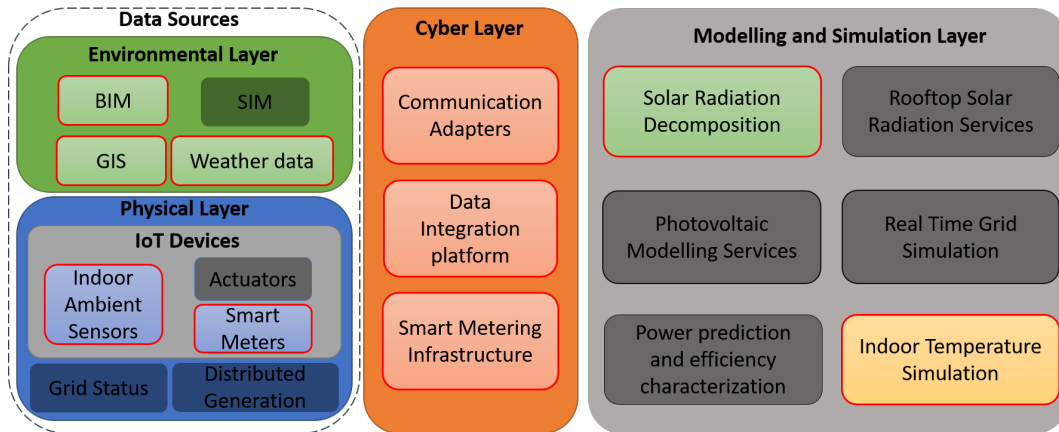 Data Sources
Environmental Layer
BIM
SIM
GIS
Weather data
Physical Layer
IoT Devices
Indoor
Ambient
Sensors
Actuators
Smart
Meters
Grid Status
Distributed
Generation
Cyber Layer
Communication
Adapters
Data
Integration
platform
Smart Metering
Infrastructure
Modelling and Simulation Layer
Solar Radiation
Decomposition
Rooftop Solar
Radiation Services
Photovoltaic
Modelling Services
Real Time Grid
Simulation
Power prediction
and efficiency
characterization
Indoor Temperature
Simulation